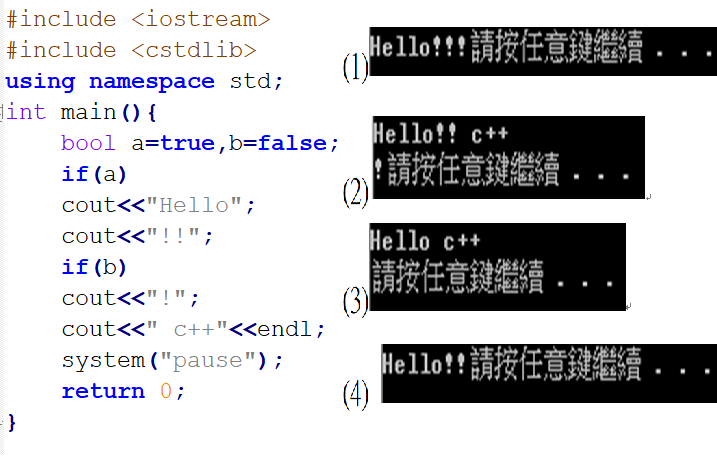 #include <iostream>
#include <cstdlib>
using namespace std;
int main(){
bool a=true,b=false;
if(a)
cout<<"Hello";
cout<<"!!";
if(b)
cout<<"!";
cout<<" c++"<<endl;
system("pause");
return 0;
}
(1) Hello!!!請按任意鍵繼續 . . .
(2) Hello!! c++
!請按任意鍵繼續 . . .
(3) Hello c++
請按任意鍵繼續 . . .
(4) Hello!!請按任意鍵繼續 . . .